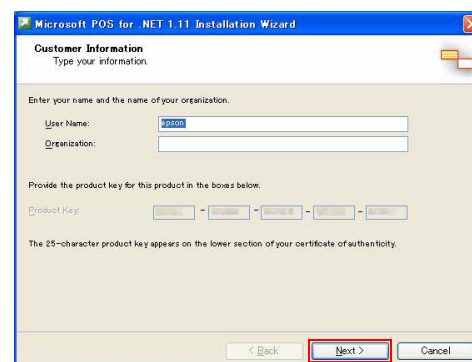 Microsoft POS for .NET 1.11 Installation Wizard
Customer Information
Type your information.
Enter your name and the name of your organization.
User Name: epson
Organization:
Provide the product key for this product in the boxes below.
Product Key: - - - -
The 25-character product key appears on the lower section of your certificate of authenticity.
< Back Next > Cancel